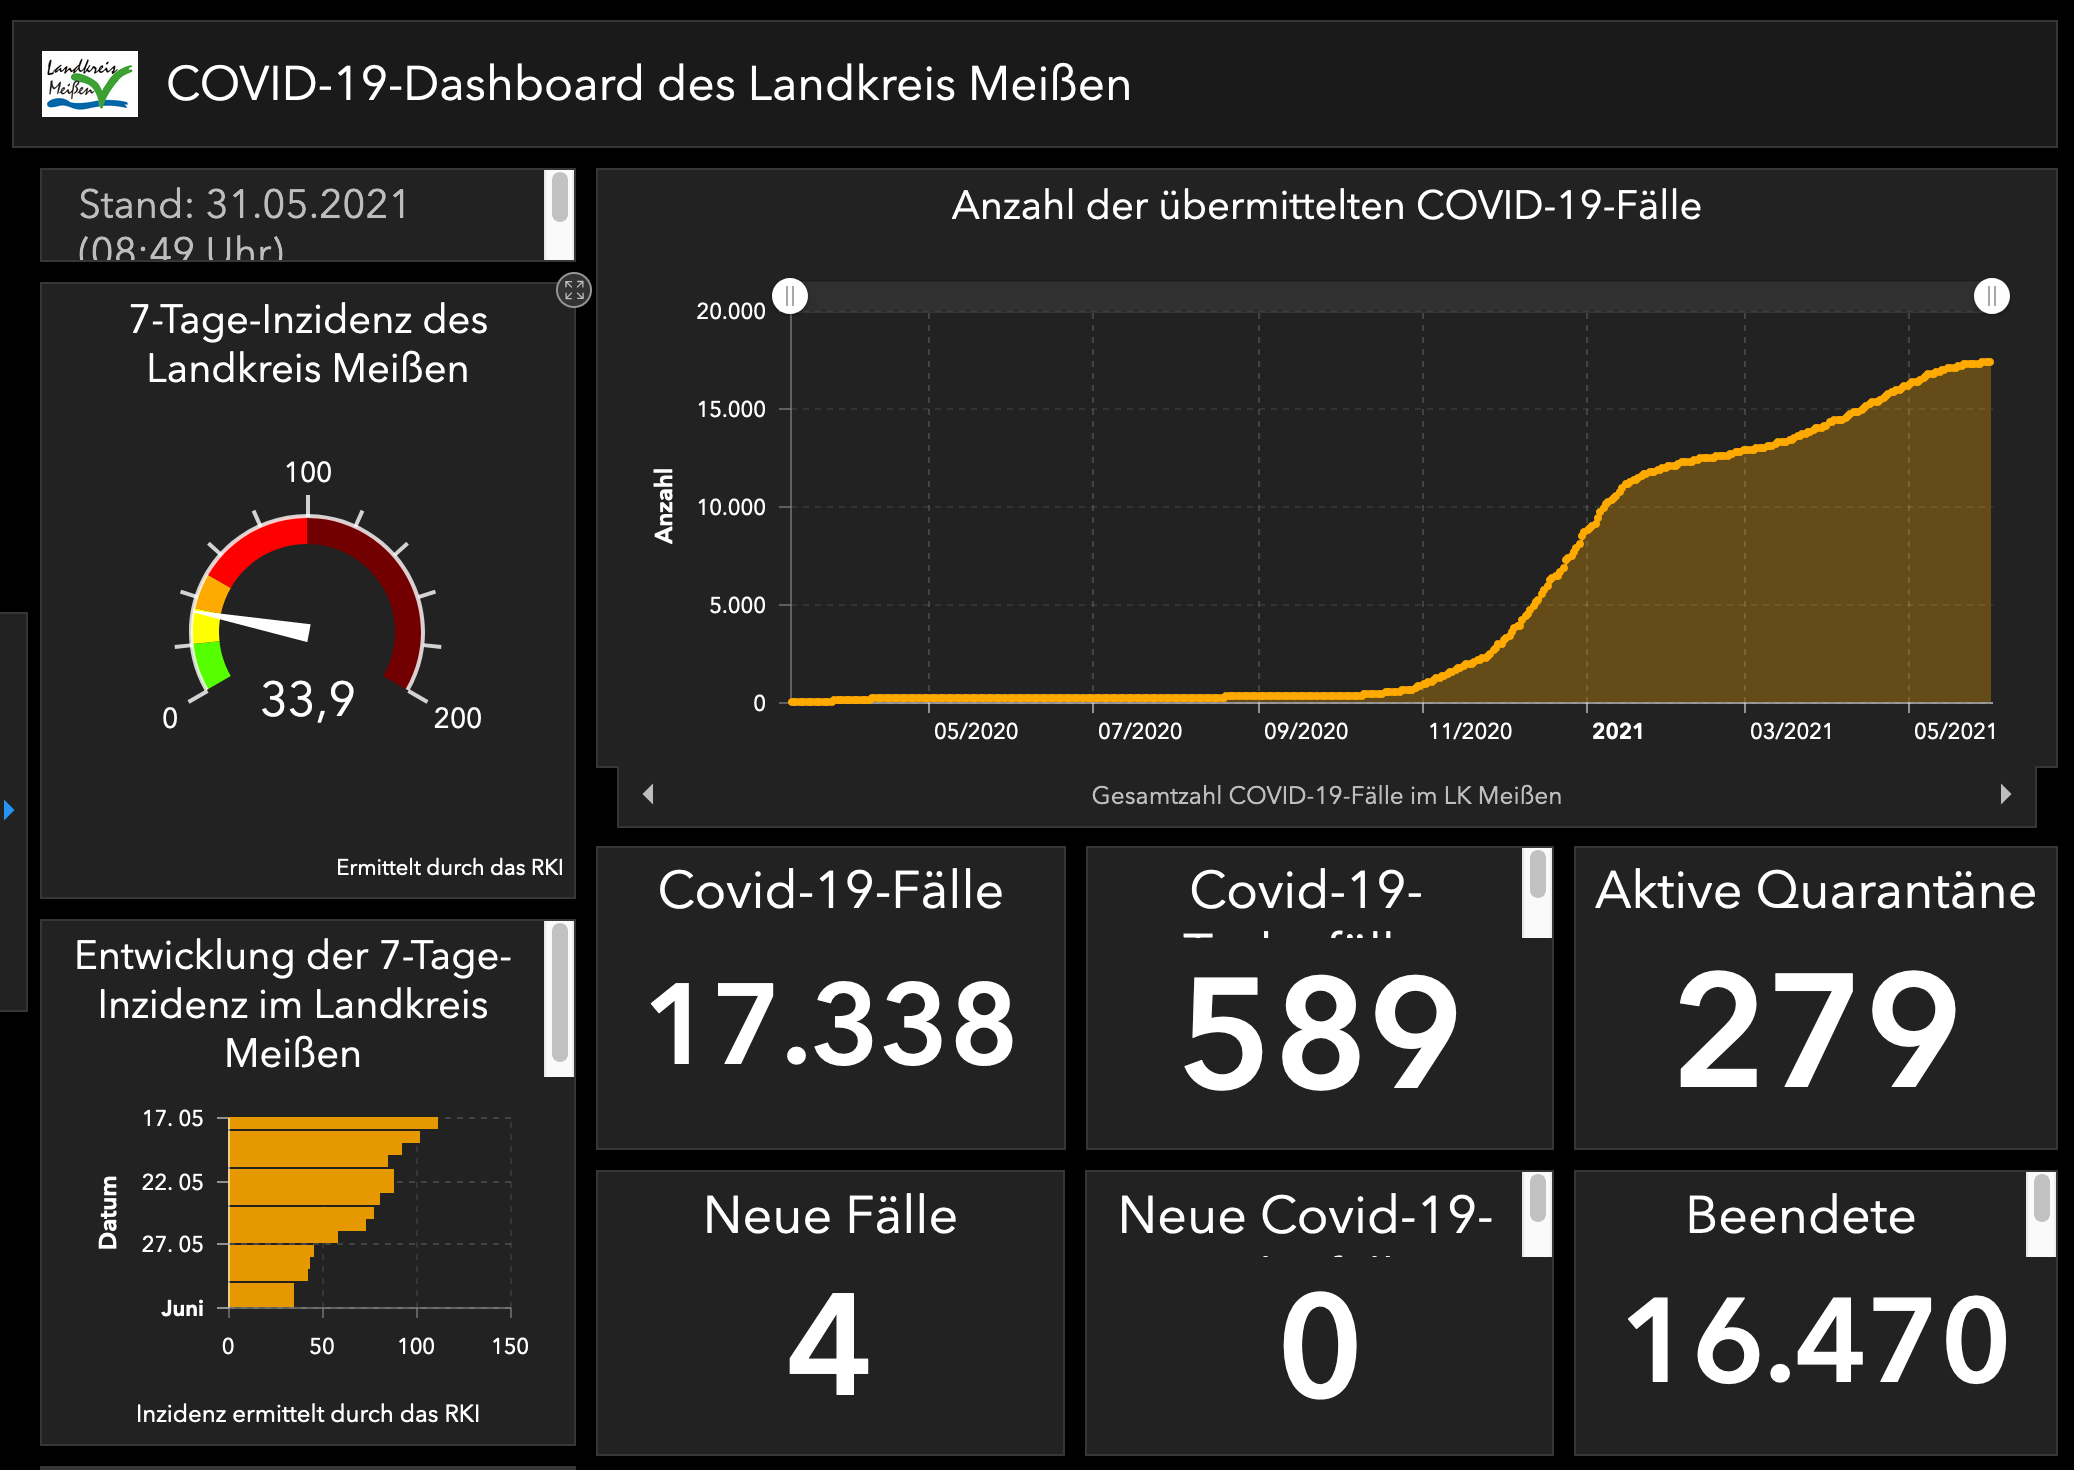 Landkreis
Meißen
COVID-19-Dashboard des Landkreis Meißen
Stand: 31.05.2021
(08:49 Uhr)
7-Tage-Inzidenz des
Landkreis Meißen
100
0
33,9
200
Ermittelt durch das RKI
Entwicklung der 7-Tage-
Inzidenz im Landkreis
Meißen
Datum
17. 05
22. 05
27. 05
Juni
0
50
100
150
Inzidenz ermittelt durch das RKI
Anzahl der übermittelten COVID-19-Fälle
Anzahl
20.000
15.000
10.000
5.000
0
05/2020
07/2020
09/2020
11/2020
2021
03/2021
05/2021
Gesamtzahl COVID-19-Fälle im LK Meißen
Covid-19-Fälle
17.338
Covid-19-
589
Aktive Quarantäne
279
Neue Fälle
4
Neue Covid-19-
0
Beendete
16.470